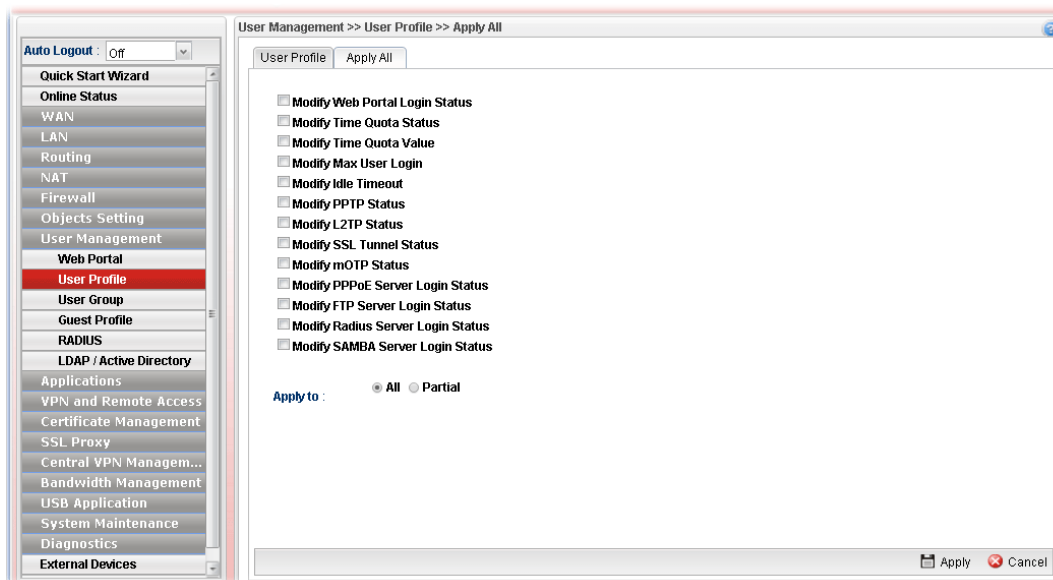 User Management >> User Profile >> Apply All
Auto Logout : Off
Quick Start Wizard
Online Status
WAN
LAN
Routing
NAT
Firewall
Objects Setting
User Management
Web Portal
User Profile
User Group
Guest Profile
RADIUS
LDAP / Active Directory
Applications
VPN and Remote Access
Certificate Management
SSL Proxy
Central VPN Managem...
Bandwidth Management
USB Application
System Maintenance
Diagnostics
External Devices
User Profile
Apply All
Modify Web Portal Login Status
Modify Time Quota Status
Modify Time Quota Value
Modify Max User Login
Modify Idle Timeout
Modify PPTP Status
Modify L2TP Status
Modify SSL Tunnel Status
Modify mOTP Status
Modify PPPoE Server Login Status
Modify FTP Server Login Status
Modify Radius Server Login Status
Modify SAMBA Server Login Status
Apply to : All Partial
Apply Cancel